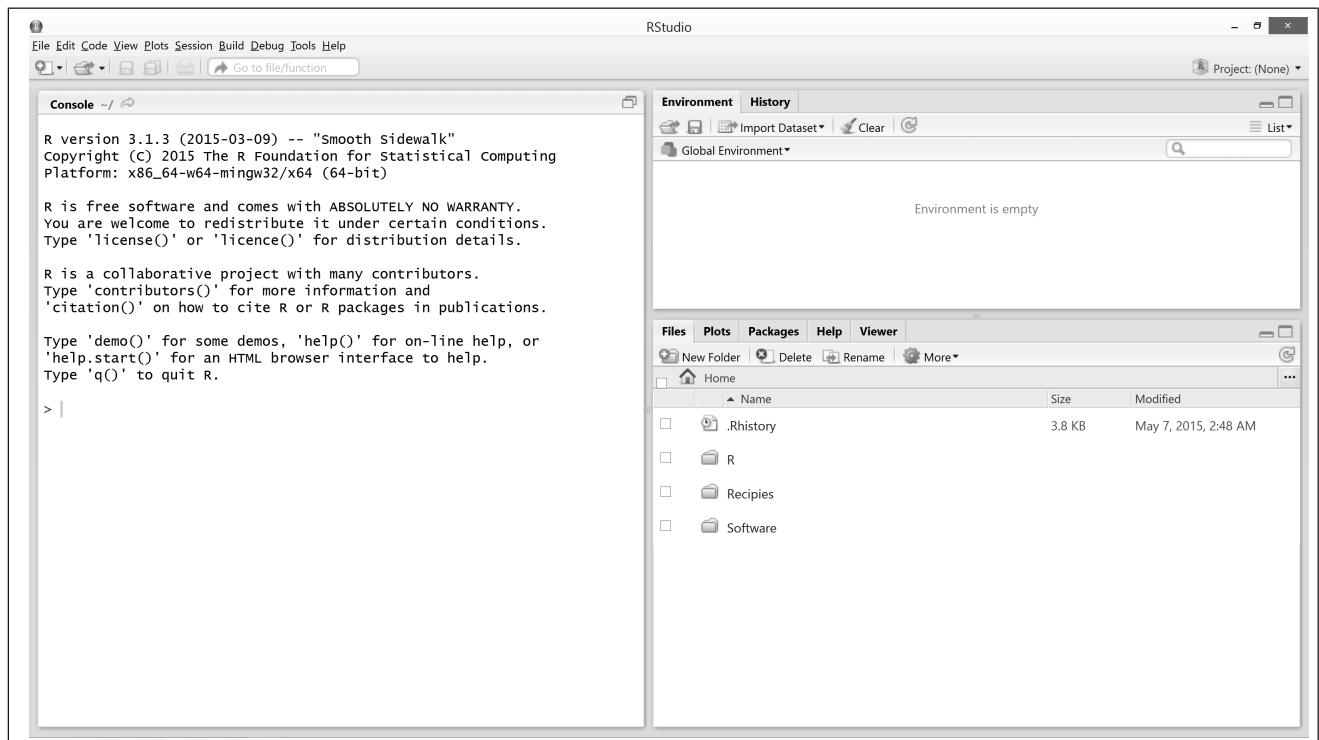 RStudio
File Edit Code View Plots Session Build Debug Tools Help
Go to file/function
Project: (None)
Console ~/
R version 3.1.3 (2015-03-09) -- "Smooth Sidewalk"
Copyright (C) 2015 The R Foundation for Statistical Computing
Platform: x86_64-w64-mingw32/x64 (64-bit)
R is free software and comes with ABSOLUTELY NO WARRANTY.
You are welcome to redistribute it under certain conditions.
Type 'license()' or 'licence()' for distribution details.
R is a collaborative project with many contributors.
Type 'contributors()' for more information and
'citation()' on how to cite R or R packages in publications.
Type 'demo()' for some demos, 'help()' for on-line help, or
'help.start()' for an HTML browser interface to help.
Type 'q()' to quit R.
>
Environment History
Import Dataset Clear List
Global Environment
Environment is empty
Files Plots Packages Help Viewer
New Folder Delete Rename More
Home ...
Name Size Modified
.Rhistory 3.8 KB May 7, 2015, 2:48 AM
R
Recipies
Software